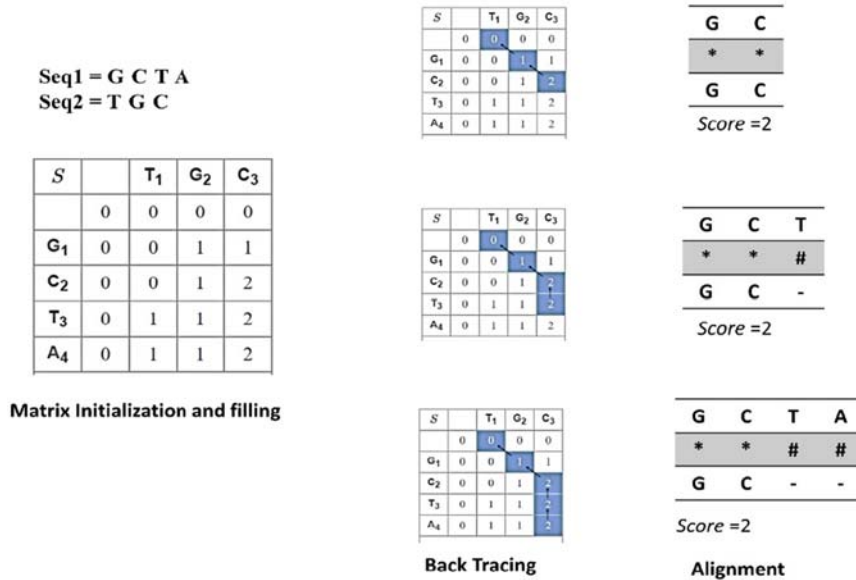 Seq1 = G C T A
Seq2 = T G C
S T1 G2 C3
0 0 0 0
G1 0 0 1 1
C2 0 0 1 2
T3 0 1 1 2
A4 0 1 1 2
Matrix Initialization and filling
S T1 G2 C3
0 0 0 0
G1 0 0 1 1
C2 0 0 1 2
T3 0 1 1 2
A4 0 1 1 2
S T1 G2 C3
0 0 0 0
G1 0 0 1 1
C2 0 0 1 2
T3 0 1 1 2
A4 0 1 1 2
S T1 G2 C3
0 0 0 0
G1 0 0 1 1
C2 0 0 1 2
T3 0 1 1 2
A4 0 1 1 2
Back Tracing
G C
* *
G C
Score =2
G C T
* * #
G C -
Score =2
G C T A
* * # #
G C - -
Score =2
Alignment